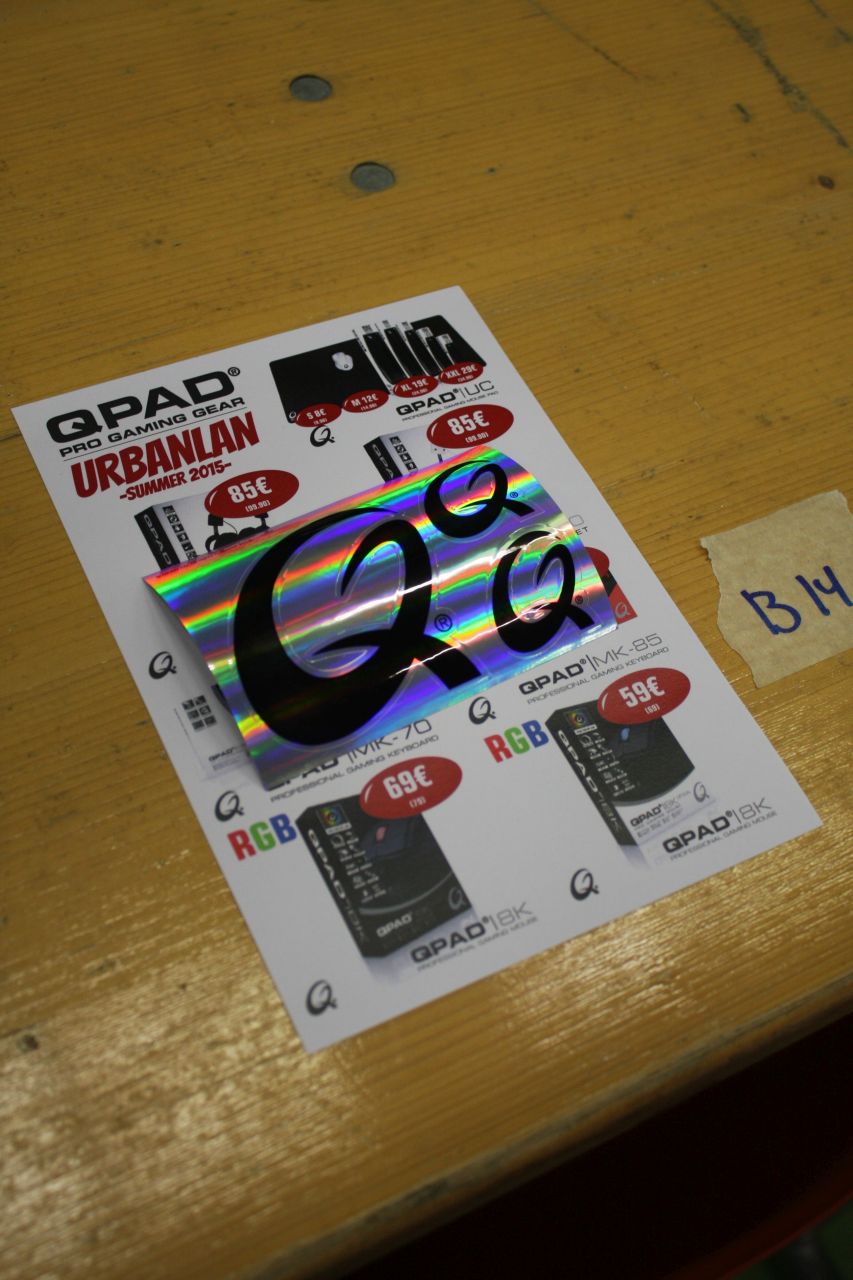 QPAD®
PRO GAMING GEAR
URBANLAN
-SUMMER 2015-
S 8€
M 12€
XL 19€
XXL 29€
QPAD®|UC
PROFESSIONAL GAMING MOUSE PAD
85€
(99.90)
85€
(99.90)
Q®
Q®
Q®
B14
QPAD®|MK-85
PROFESSIONAL GAMING KEYBOARD
MK-70
PROFESSIONAL GAMING KEYBOARD
RGB
59€
(69)
QPAD®|8K
PROFESSIONAL GAMING MOUSE
RGB
69€
(79)
QPAD
QPAD®|8K
PROFESSIONAL GAMING MOUSE